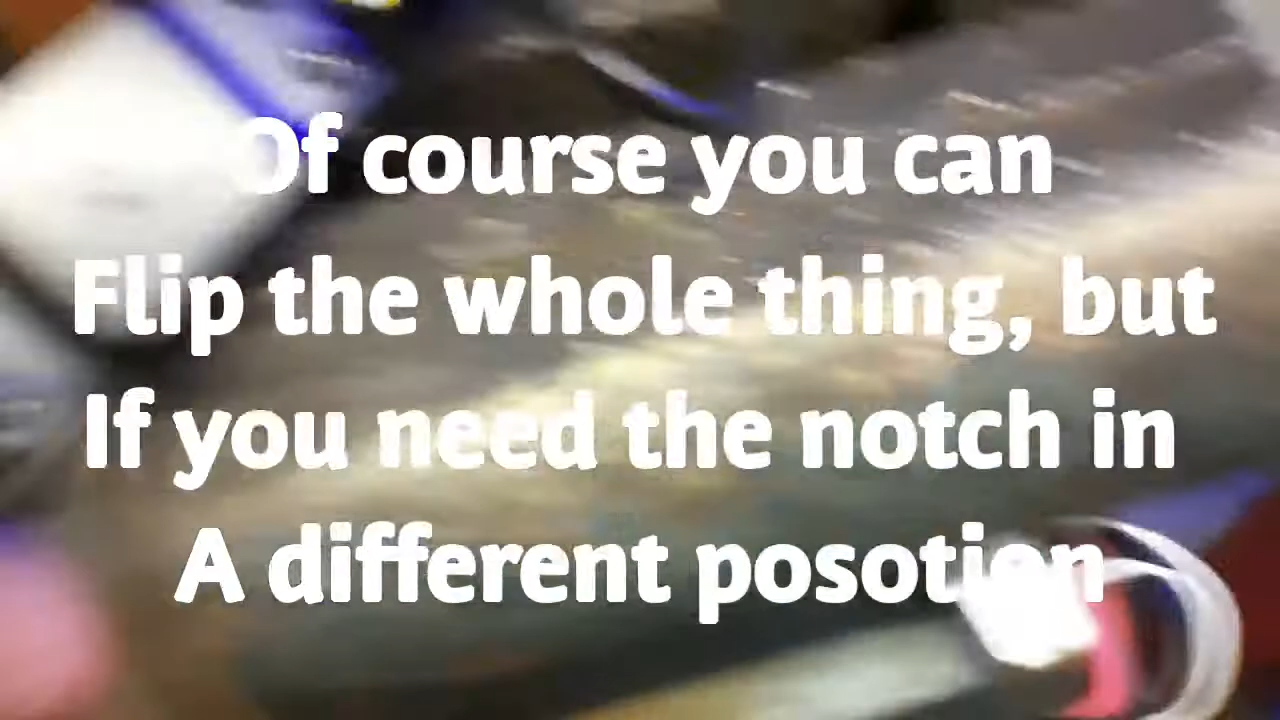 Of course you can
Flip the whole thing, but
If you need the notch in
A different posotion